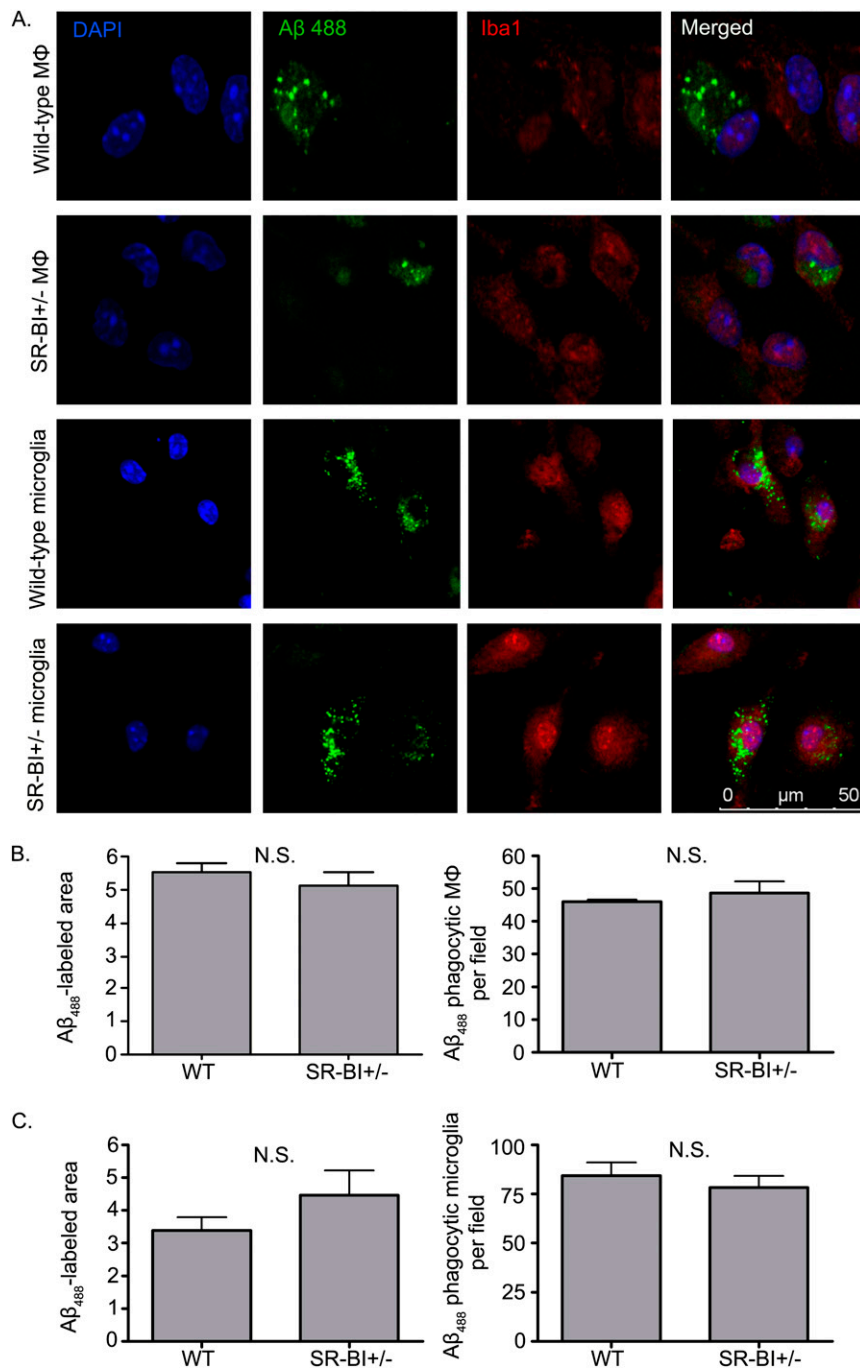 A.
DAPI
Aβ 488
Iba1
Merged
Wild-type MΦ
SR-BI+/- MΦ
Wild-type microglia
SR-BI+/- microglia
0 μm 50
B.
Aβ488-labeled area
6
5
4
3
2
1
0
N.S.
WT
SR-BI+/-
Aβ488 phagocytic MΦ
per field
60
50
40
30
20
10
0
N.S.
WT
SR-BI+/-
C.
Aβ488-labeled area
6
5
4
3
2
1
0
N.S.
WT
SR-BI+/-
Aβ488 phagocytic microglia
per field
100
75
50
25
0
N.S.
WT
SR-BI+/-